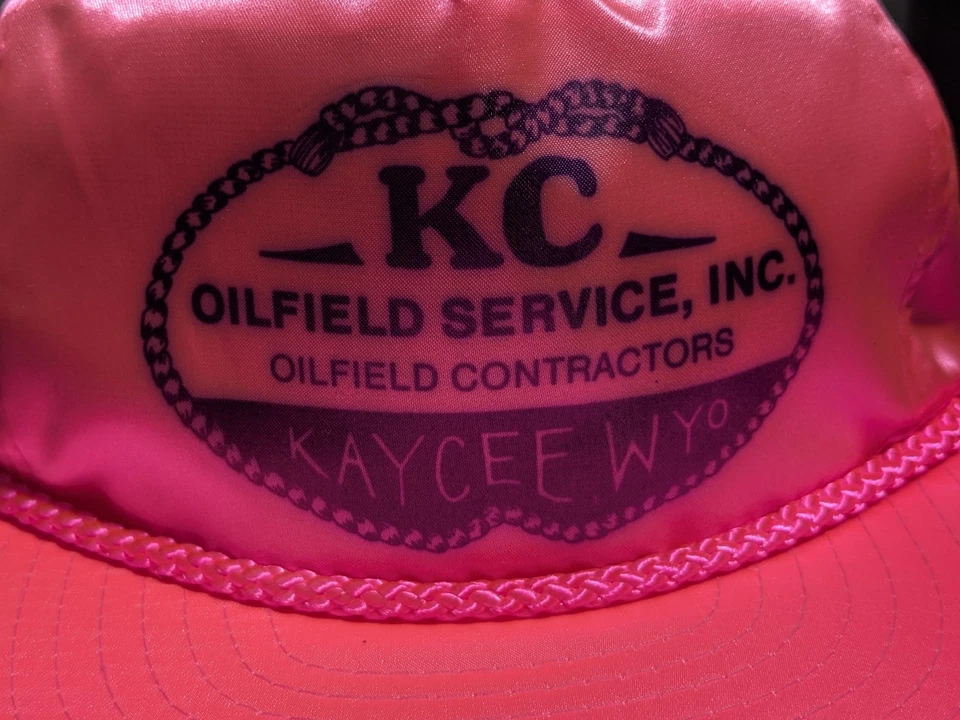 KC
OILFIELD SERVICE, INC.
OILFIELD CONTRACTORS
KAYCEE WYO